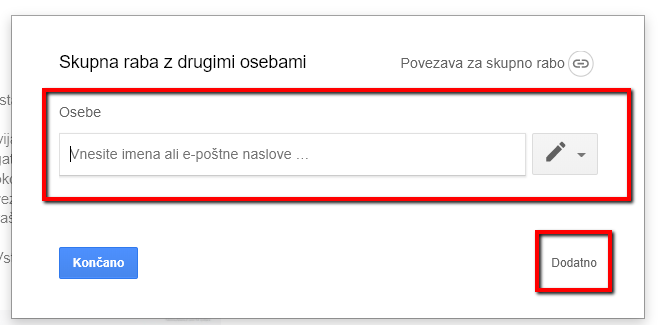 Skupna raba z drugimi osebami
Povezava za skupno rabo
Osebe
Vnesite imena ali e-poštne naslove ...
Končano
Dodatno